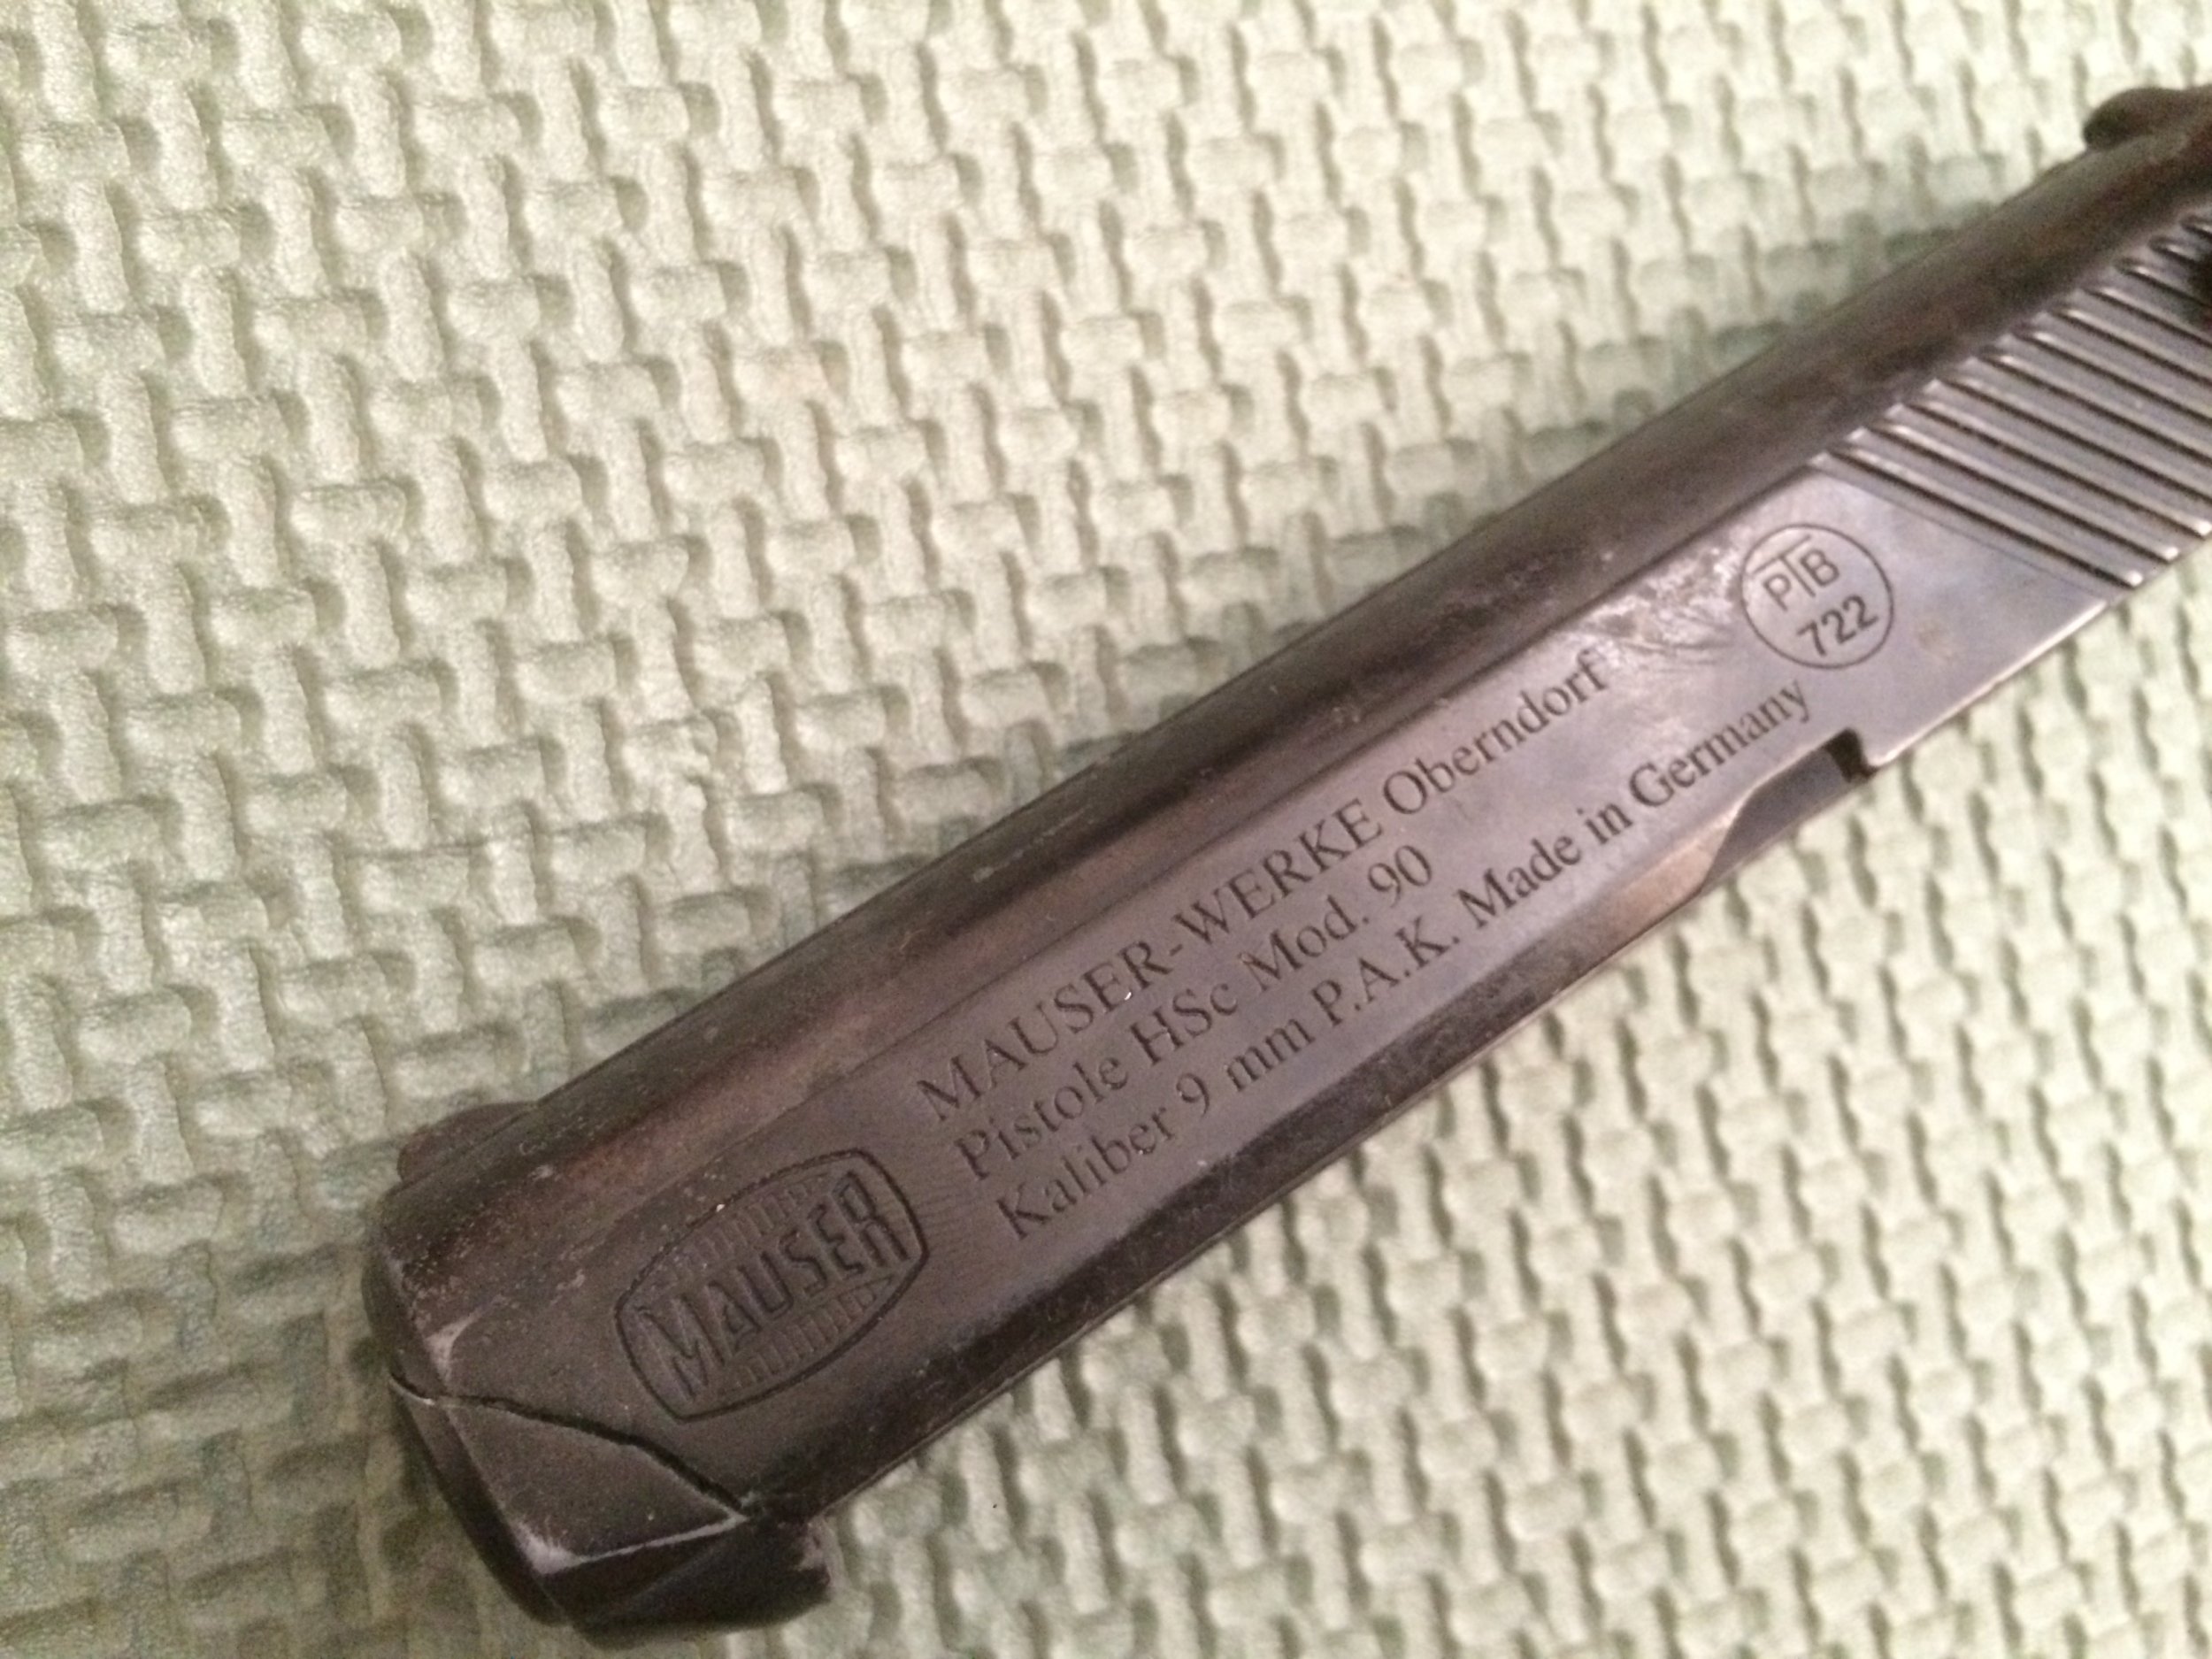 MAUSER
MAUSER-WERKE Oberndorf
Pistole HSc Mod. 90
Kaliber 9 mm P.A.K. Made in Germany
PTB
722